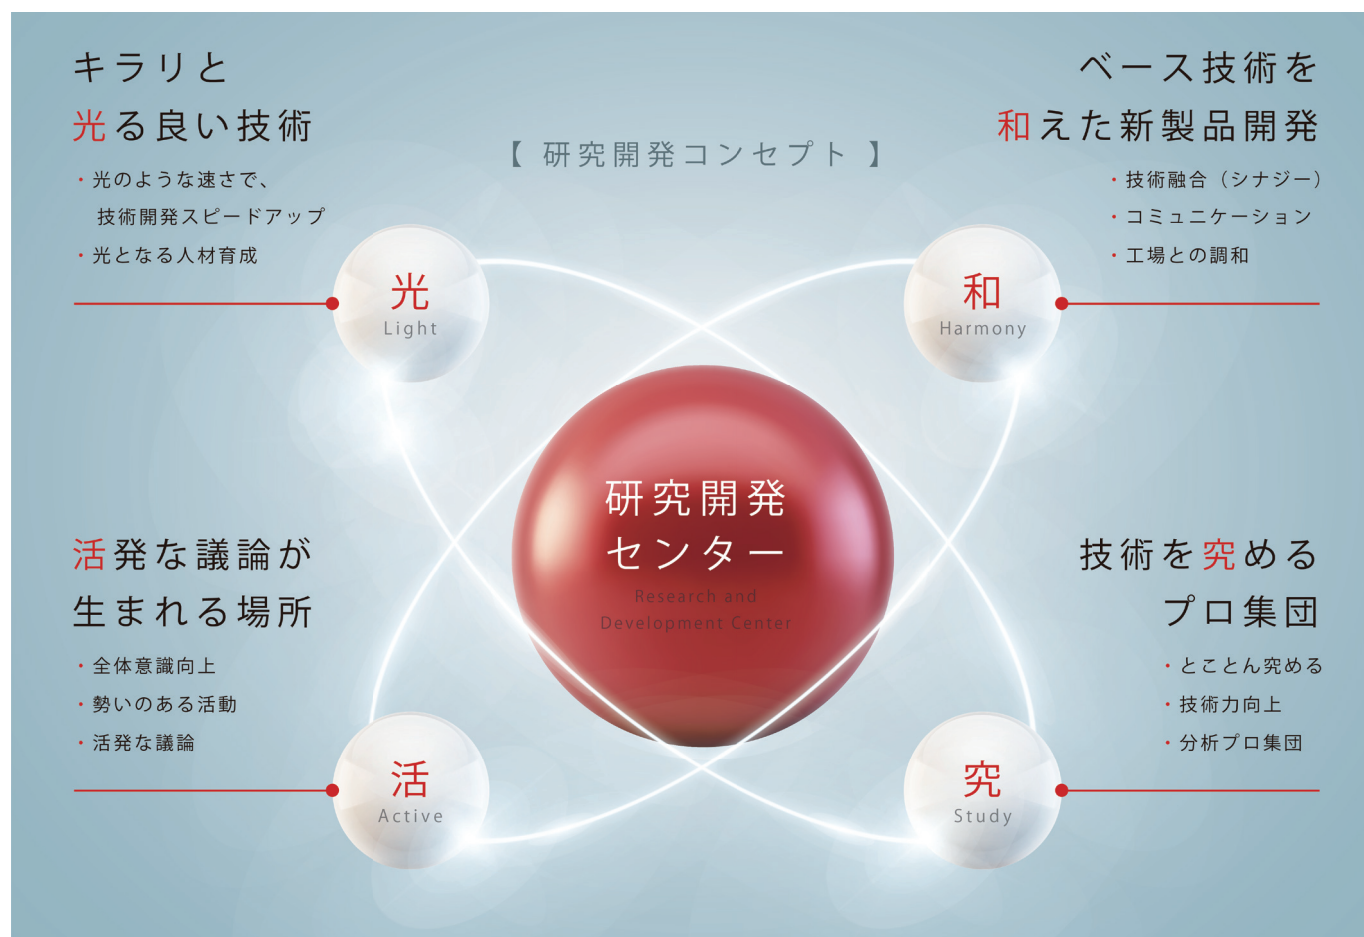 【 研究開発コンセプト 】
キラリと
光る良い技術
・光のような速さで、
技術開発スピードアップ
・光となる人材育成
光
Light
ベース技術を
和えた新製品開発
・技術融合（シナジー）
・コミュニケーション
・工場との調和
和
Harmony
研究開発
センター
Research and
Development Center
活発な議論が
生まれる場所
・全体意識向上
・勢いのある活動
・活発な議論
活
Active
技術を究める
プロ集団
・とことん究める
・技術力向上
・分析プロ集団
究
Study